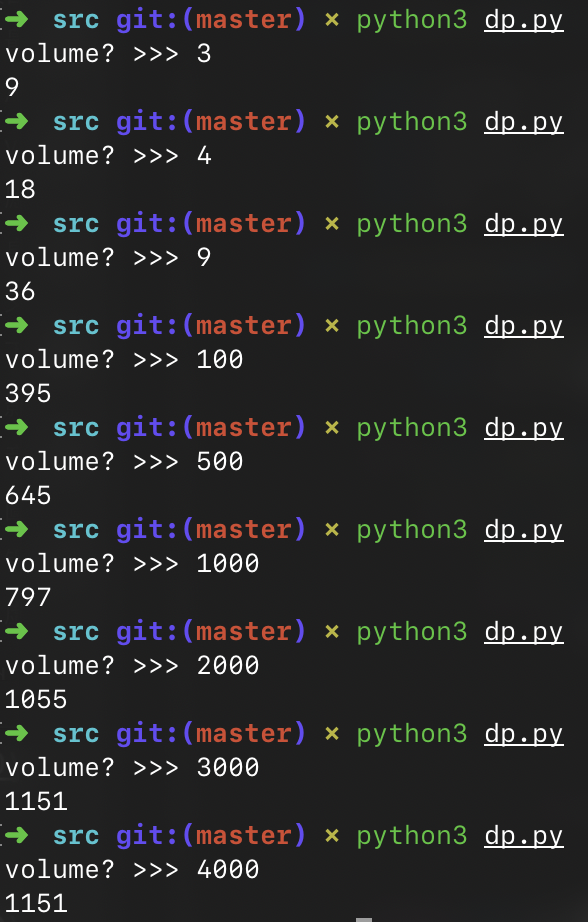 ➜ src git:(master) × python3 dp.py
volume? >>> 3
9
➜ src git:(master) × python3 dp.py
volume? >>> 4
18
➜ src git:(master) × python3 dp.py
volume? >>> 9
36
➜ src git:(master) × python3 dp.py
volume? >>> 100
395
➜ src git:(master) × python3 dp.py
volume? >>> 500
645
➜ src git:(master) × python3 dp.py
volume? >>> 1000
797
➜ src git:(master) × python3 dp.py
volume? >>> 2000
1055
➜ src git:(master) × python3 dp.py
volume? >>> 3000
1151
➜ src git:(master) × python3 dp.py
volume? >>> 4000
1151